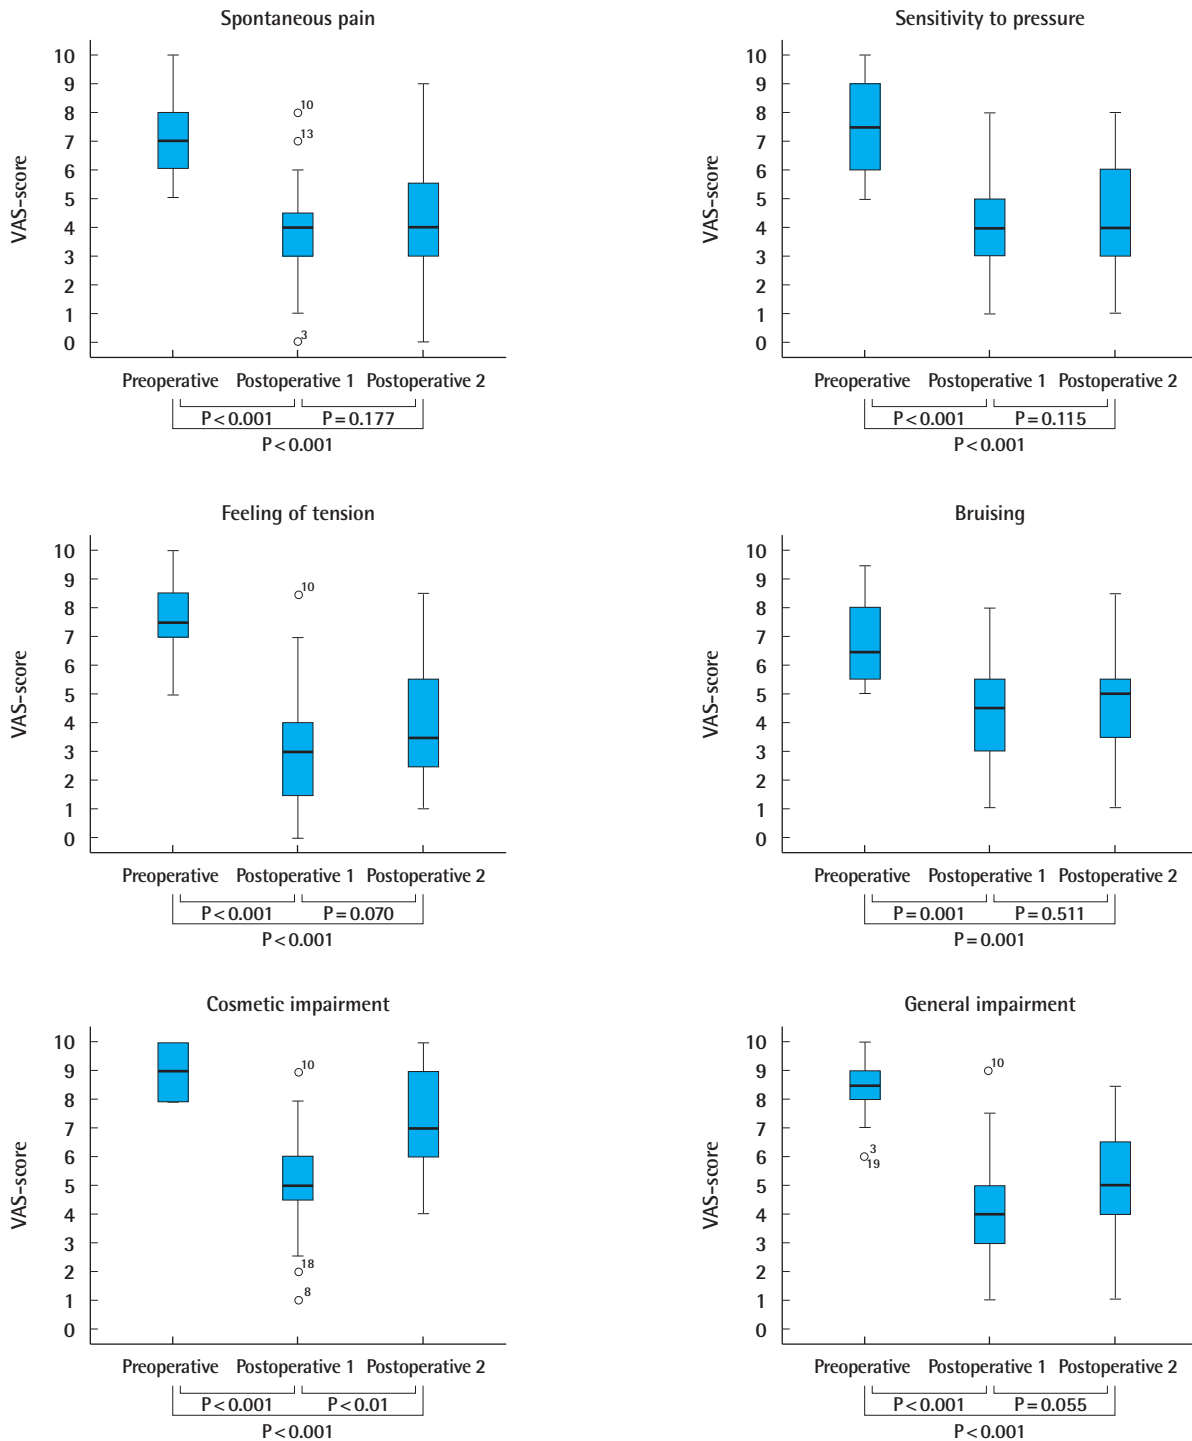 Spontaneous pain
10
9
8
7
6
5
4
3
2
1
0
VAS-score
10
13
3
Preoperative Postoperative 1 Postoperative 2
P < 0.001 P = 0.177
P < 0.001
Sensitivity to pressure
10
9
8
7
6
5
4
3
2
1
0
VAS-score
Preoperative Postoperative 1 Postoperative 2
P < 0.001 P = 0.115
P < 0.001
Feeling of tension
10
9
8
7
6
5
4
3
2
1
0
VAS-score
10
Preoperative Postoperative 1 Postoperative 2
P < 0.001 P = 0.070
P < 0.001
Bruising
10
9
8
7
6
5
4
3
2
1
0
VAS-score
Preoperative Postoperative 1 Postoperative 2
P = 0.001 P = 0.511
P = 0.001
Cosmetic impairment
10
9
8
7
6
5
4
3
2
1
0
VAS-score
10
18
8
Preoperative Postoperative 1 Postoperative 2
P < 0.001 P < 0.01
P < 0.001
General impairment
10
9
8
7
6
5
4
3
2
1
0
VAS-score
3
19
10
Preoperative Postoperative 1 Postoperative 2
P < 0.001 P = 0.055
P < 0.001